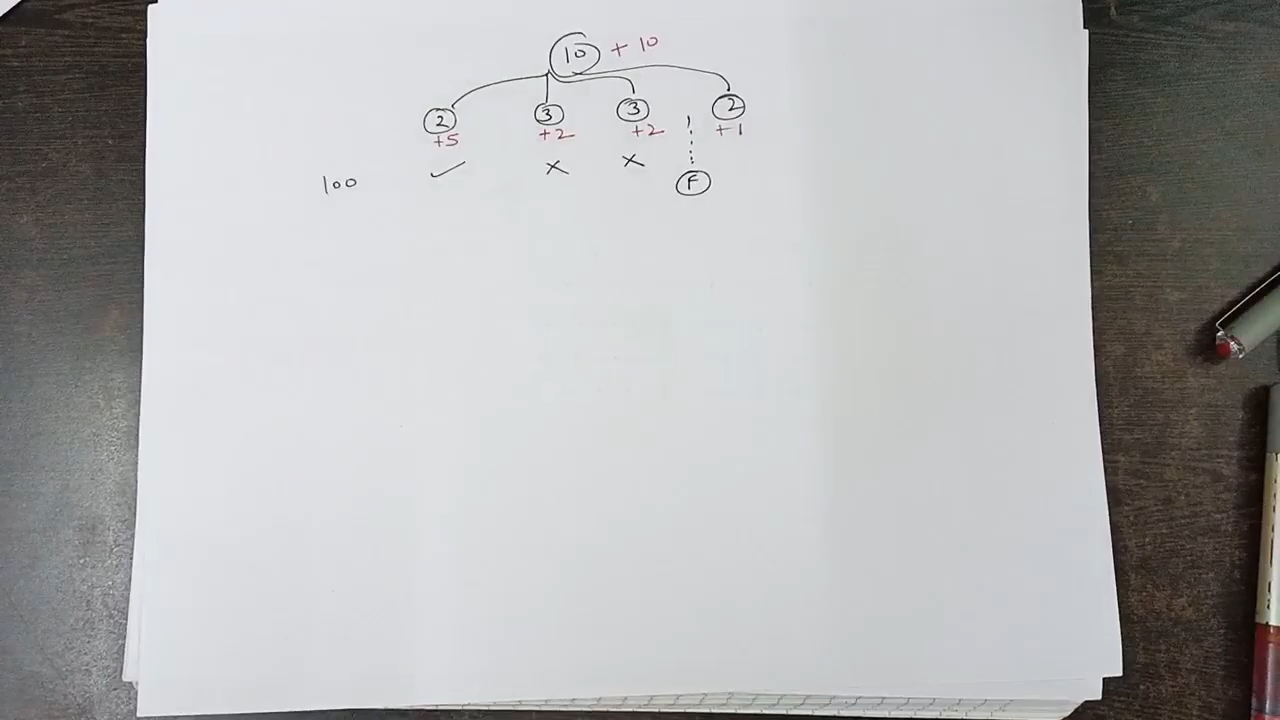 10 + 10
2 3 3 2
+5 +2 +2 +1
✓ × ×
100 F